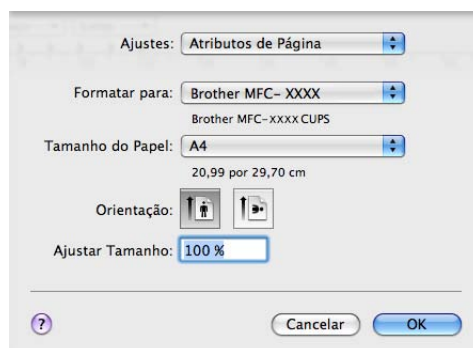 Ajustes: Atributos de Página
Formatar para: Brother MFC- XXXX
Brother MFC-XXXX CUPS
Tamanho do Papel: A4
20,99 por 29,70 cm
Orientação:
Ajustar Tamanho: 100 %
? Cancelar OK